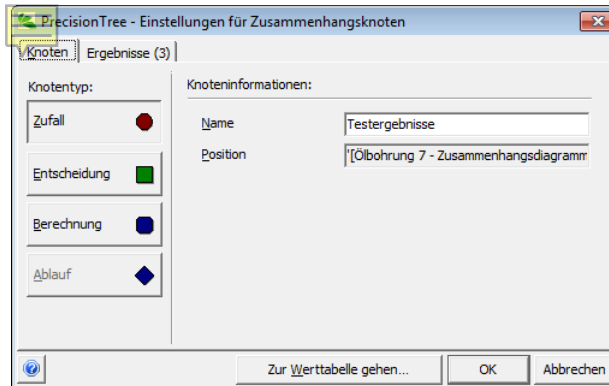 PrecisionTree - Einstellungen für Zusammenhangsknoten
Knoten
Ergebnisse (3)
Knotentyp:
Zufall
Entscheidung
Berechnung
Ablauf
Knoteninformationen:
Name
Testergebnisse
Position
'[Ölbohrung 7 - Zusammenhangsdiagramm
Zur Werttabelle gehen...
OK
Abbrechen